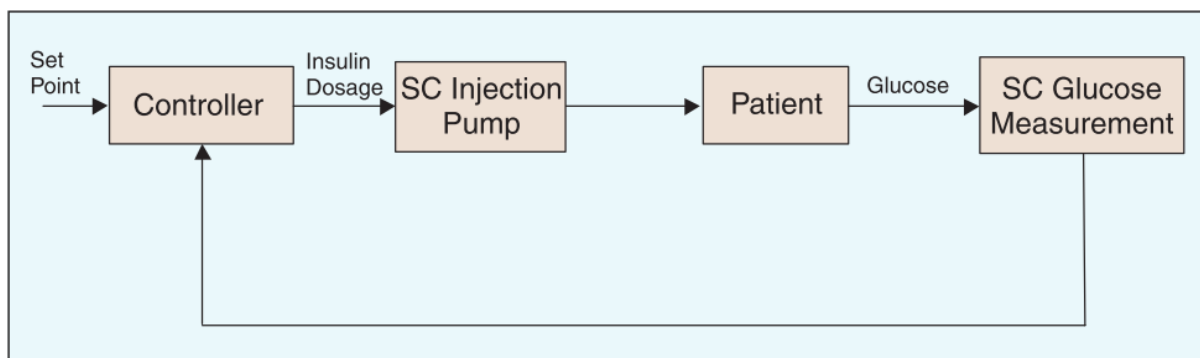 Set
Point
Controller
Insulin
Dosage
SC Injection
Pump
Patient
Glucose
SC Glucose
Measurement